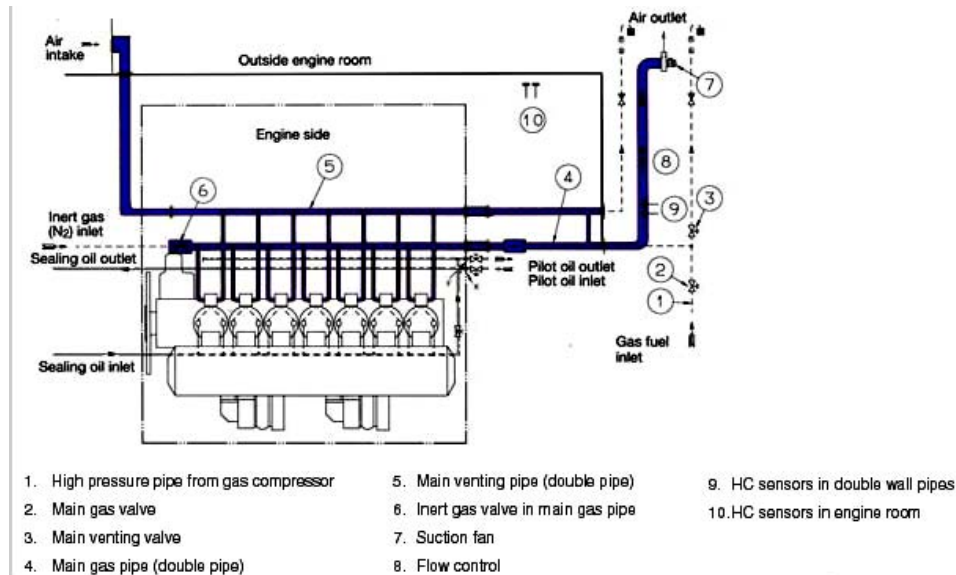 Air outlet
Air
intake
Outside engine room
7
10
Engine side
5
4
8
6
9
3
Inert gas
(N2) inlet
Sealing oil outlet
Pilot oil outlet
Pilot oil inlet
2
1
Gas fuel
inlet
Sealing oil inlet
1. High pressure pipe from gas compressor
2. Main gas valve
3. Main venting valve
4. Main gas pipe (double pipe)
5. Main venting pipe (double pipe)
6. Inert gas valve in main gas pipe
7. Suction fan
8. Flow control
9. HC sensors in double wall pipes
10.HC sensors in engine room